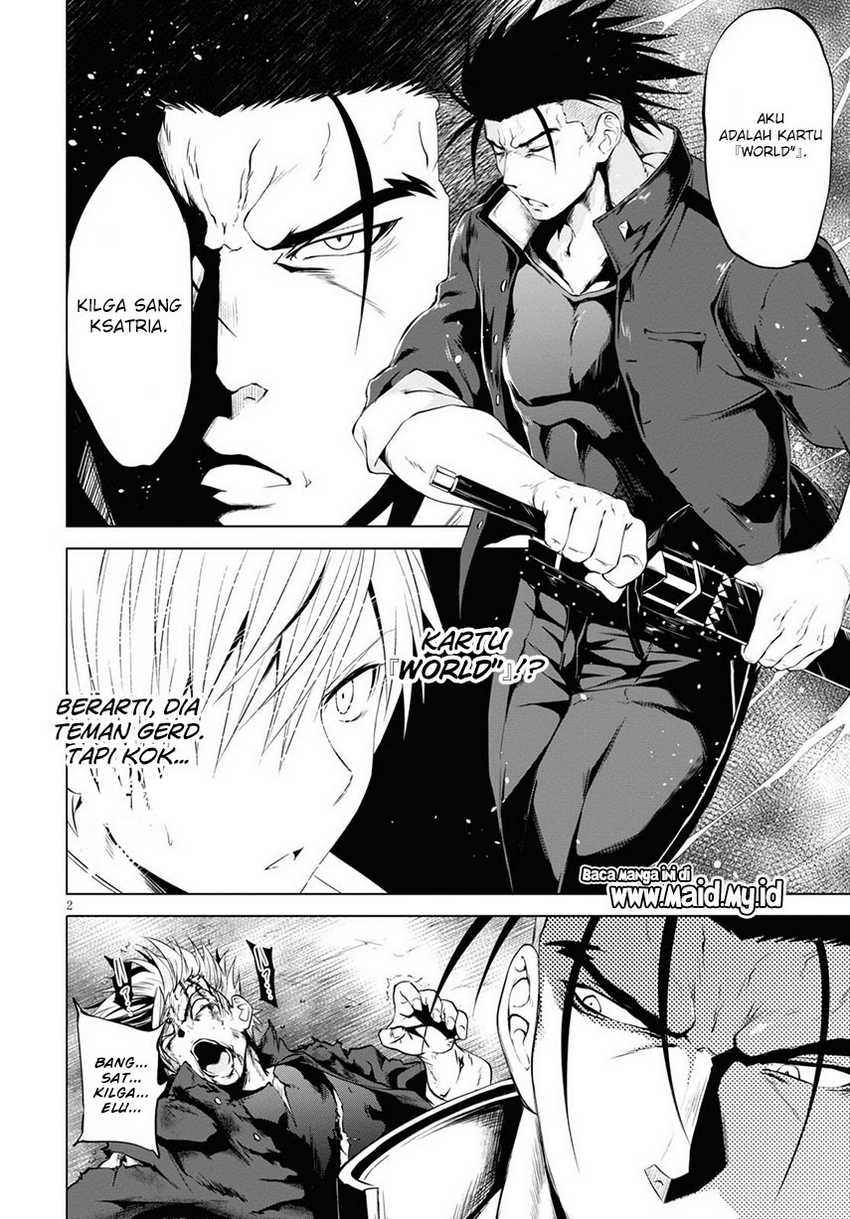 AKU
ADALAH KARTU
『WORLD"』.
KILGA SANG
KSATRIA.
KARTU
『WORLD"』!?
BERARTI, DIA
TEMAN GERD.
TAPI KOK...
Baca Manga ini di
www.Maid.My.id
2
BANG...
SAT...
KILGA...
ELU...